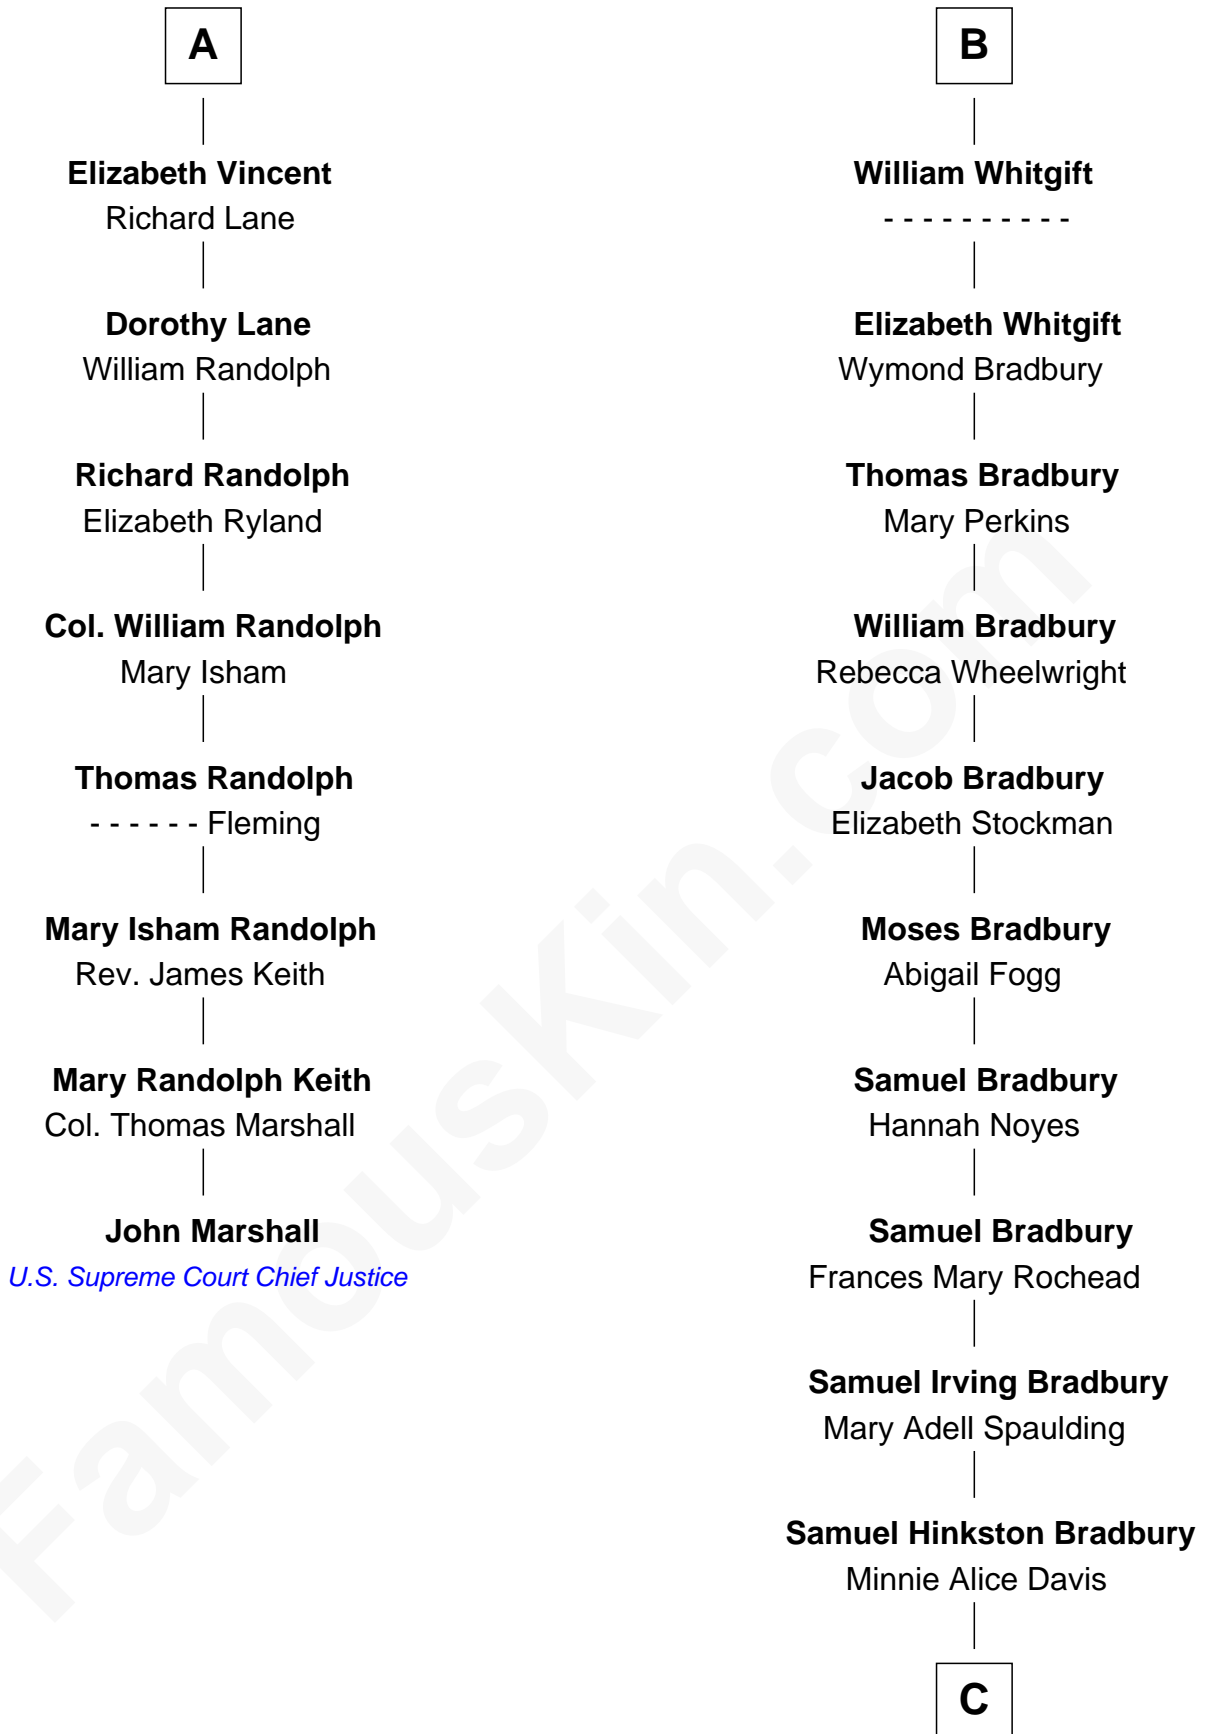 A
Elizabeth Vincent
Richard Lane
Dorothy Lane
William Randolph
Richard Randolph
Elizabeth Ryland
Col. William Randolph
Mary Isham
Thomas Randolph
- - - - - - Fleming
Mary Isham Randolph
Rev. James Keith
Mary Randolph Keith
Col. Thomas Marshall
John Marshall
U.S. Supreme Court Chief Justice
B
William Whitgift
- - - - - - - - - -
Elizabeth Whitgift
Wymond Bradbury
Thomas Bradbury
Mary Perkins
William Bradbury
Rebecca Wheelwright
Jacob Bradbury
Elizabeth Stockman
Moses Bradbury
Abigail Fogg
Samuel Bradbury
Hannah Noyes
Samuel Bradbury
Frances Mary Rochead
Samuel Irving Bradbury
Mary Adell Spaulding
Samuel Hinkston Bradbury
Minnie Alice Davis
C
FamousKin.com